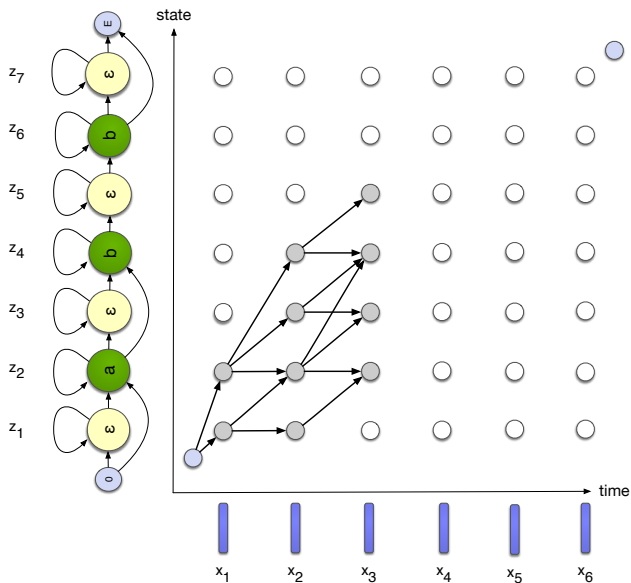 state
E
z7
ε
z6
b
z5
ε
z4
b
z3
ε
z2
a
z1
ε
0
time
x1 x2 x3 x4 x5 x6